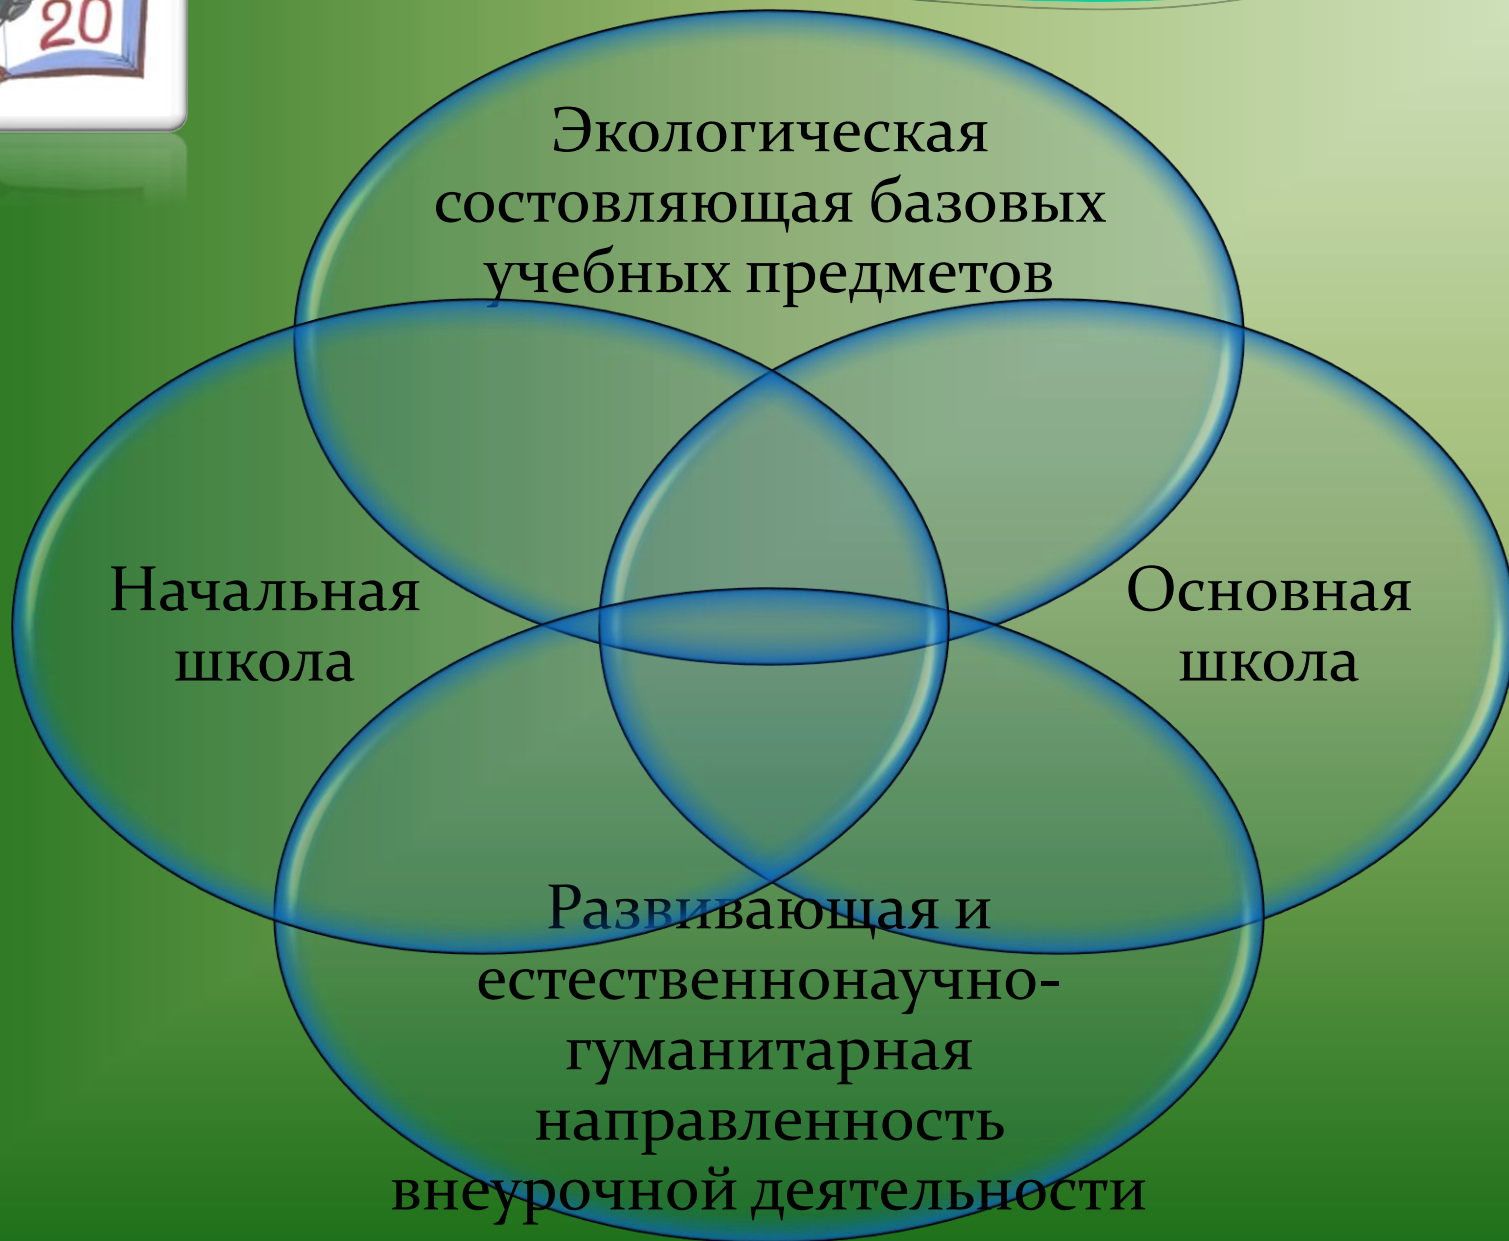 20
Экологическая
состовляющая базовых
учебных предметов
Начальная
школа
Основная
школа
Развивающая и
естественнонаучно-
гуманитарная
направленность
внеурочной деятельности